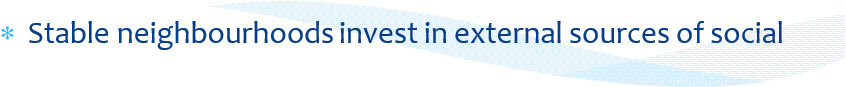 * Stable neighbourhoods invest in external sources of social